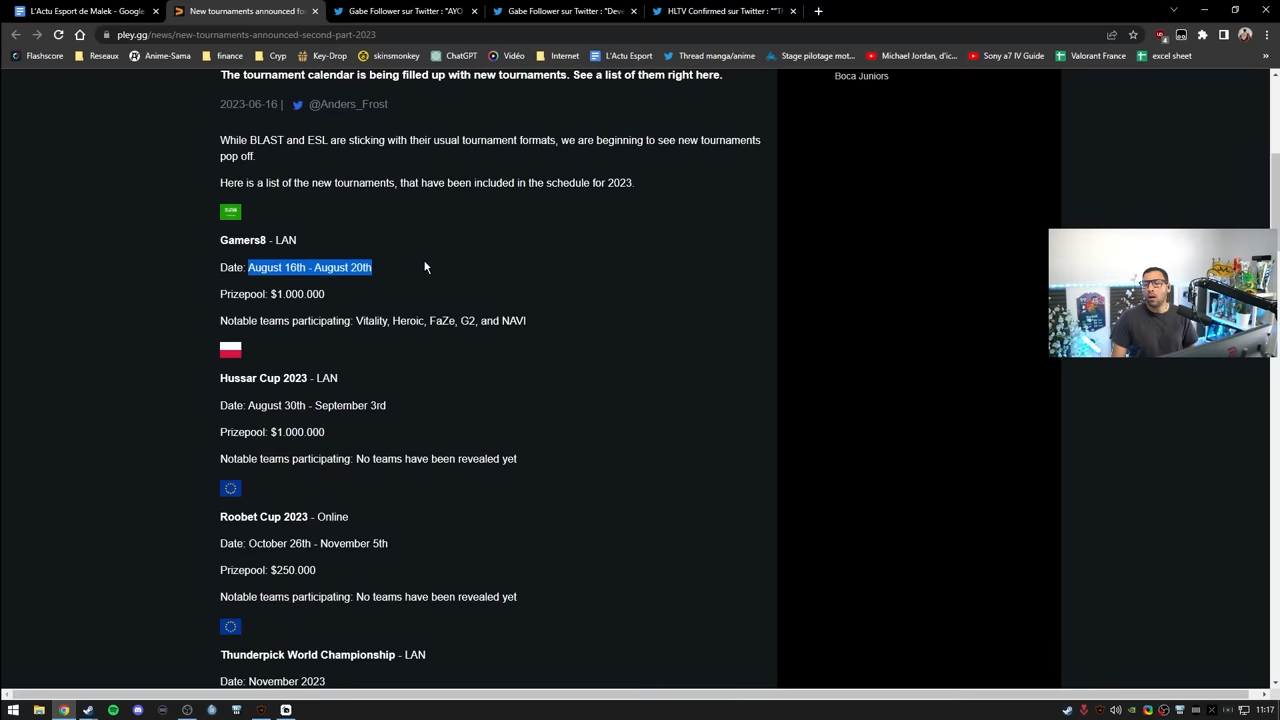 L'Actu Esport de Malek - Google
New tournaments announced fo
Gabe Follower sur Twitter : "AYO
Gabe Follower sur Twitter : "Deve
HLTV Confirmed sur Twitter : ""T
pley.gg/news/new-tournaments-announced-second-part-2023
Flashscore
Reseaux
Anime-Sama
finance
Cryp
Key-Drop
skinsmonkey
ChatGPT
Vidéo
Internet
L'Actu Esport
Thread manga/anime
Stage pilotage mot...
Michael Jordan, d'ic...
Sony a7 IV Guide
Valorant France
excel sheet
The tournament calendar is being filled up with new tournaments. See a list of them right here.
Boca Juniors
2023-06-16 | @Anders_Frost
While BLAST and ESL are sticking with their usual tournament formats, we are beginning to see new tournaments
pop off.
Here is a list of the new tournaments, that have been included in the schedule for 2023.
Gamers8 - LAN
Date: August 16th - August 20th
Prizepool: $1.000.000
Notable teams participating: Vitality, Heroic, FaZe, G2, and NAVI
Hussar Cup 2023 - LAN
Date: August 30th - September 3rd
Prizepool: $1.000.000
Notable teams participating: No teams have been revealed yet
Roobet Cup 2023 - Online
Date: October 26th - November 5th
Prizepool: $250.000
Notable teams participating: No teams have been revealed yet
Thunderpick World Championship - LAN
Date: November 2023
11:17